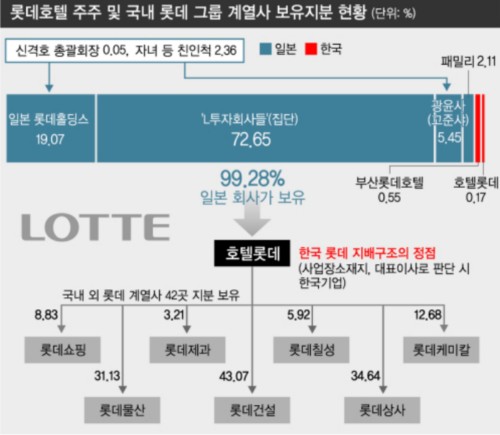 롯데호텔 주주 및 국내 롯데 그룹 계열사 보유지분 현황 (단위: %)
신격호 총괄회장 0.05, 자녀 등 친인척 2.36
일본 한국
패밀리 2.11
일본 롯데홀딩스
19.07
'L투자회사들'(집단)
72.65
광윤사
(고준샤)
5.45
99.28%
일본 회사가 보유
부산롯데호텔
0.55
호텔롯데
0.17
LOTTE
호텔롯데
한국 롯데 지배구조의 정점
(사업장소재지, 대표이사로 판단 시
한국기업)
국내 외 롯데 계열사 42곳 지분 보유
8.83 3.21 5.92 12.68
롯데쇼핑 롯데제과 롯데칠성 롯데케미칼
31.13 43.07 34.64
롯데물산 롯데건설 롯데상사